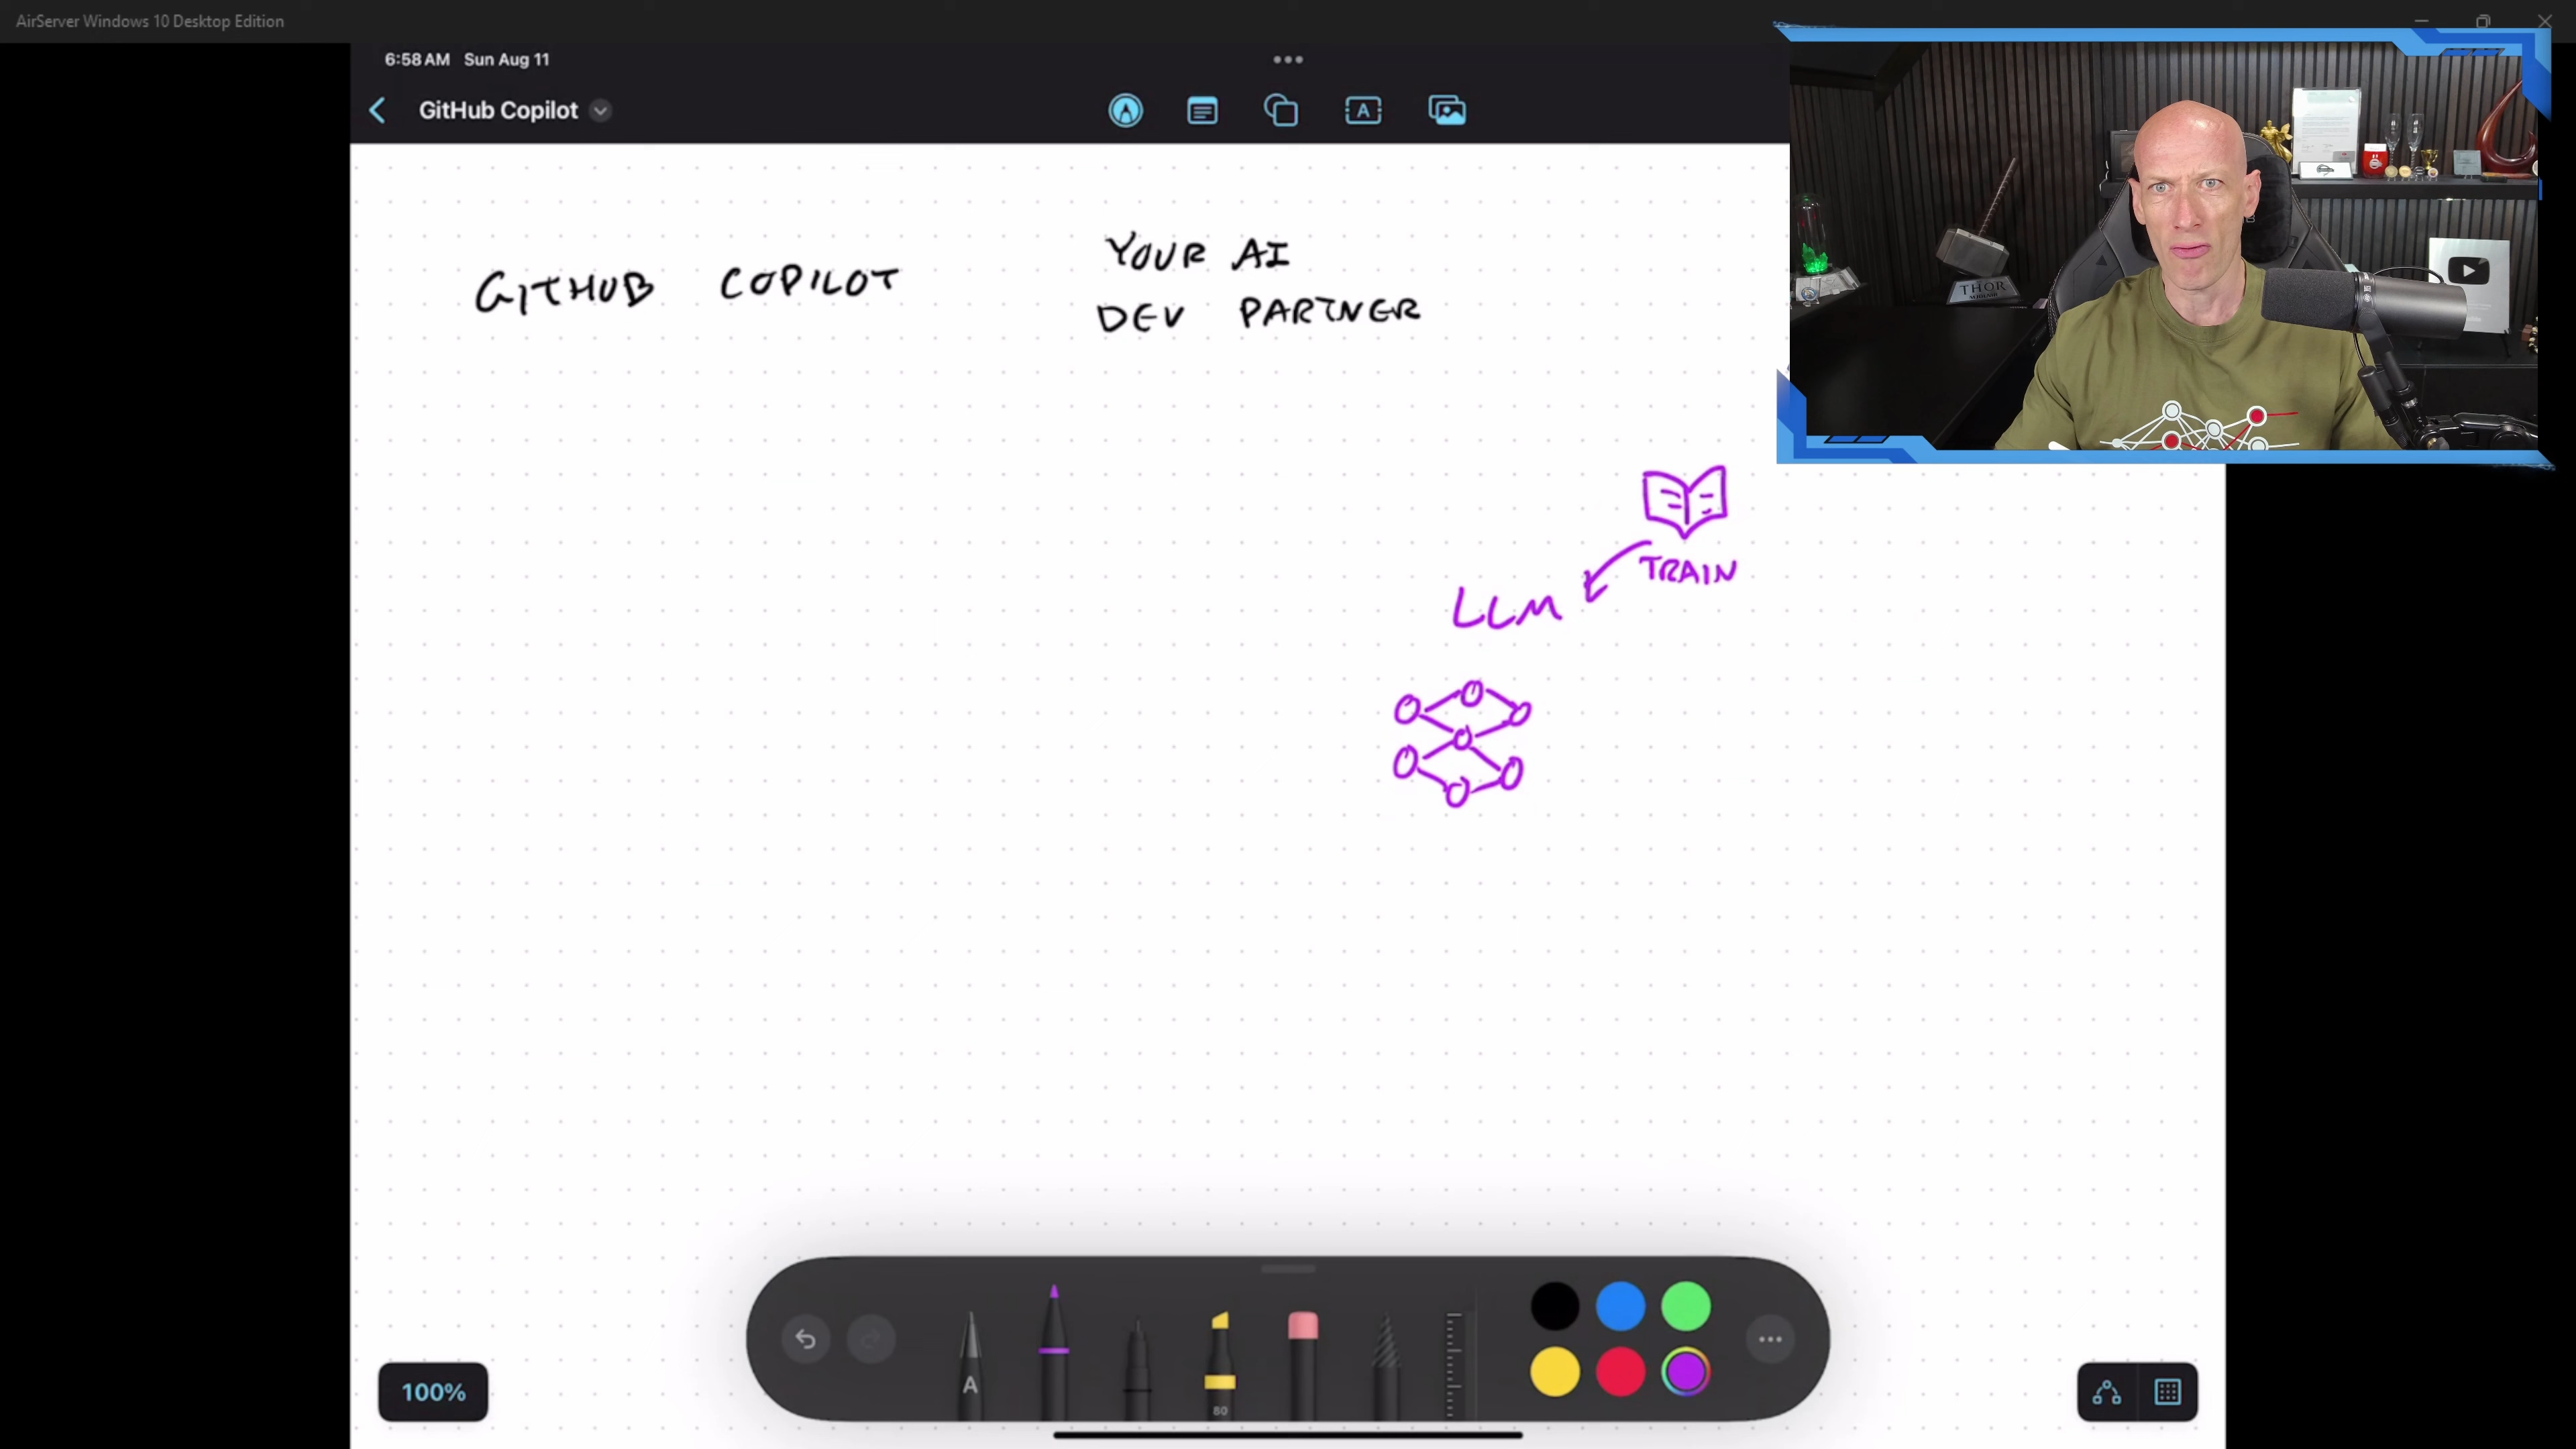 AirServer Windows 10 Desktop Edition
6:58 AM Sun Aug 11
GitHub Copilot
A
YOUR AI
GITHUB COPILOT
DEV PARTNER
THOR
TRAIN
LLM
A
80
100%